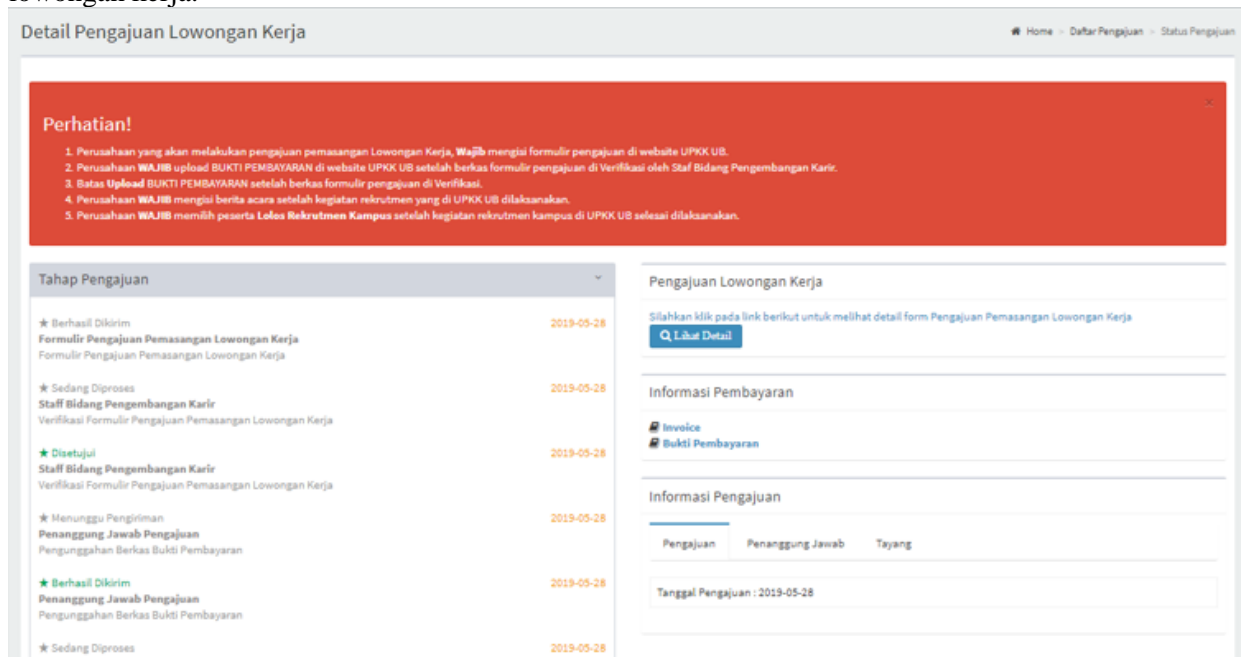 lowongan kerja.
Detail Pengajuan Lowongan Kerja
Home > Daftar Pengajuan > Status Pengajuan
×
Perhatian!
1. Perusahaan yang akan melakukan pengajuan pemasangan Lowongan Kerja, Wajib mengisi formulir pengajuan di website UPKK UB.
2. Perusahaan WAJIB upload BUKTI PEMBAYARAN di website UPKK UB setelah berkas formulir pengajuan di Verifikasi oleh Staf Bidang Pengembangan Karir.
3. Batas Upload BUKTI PEMBAYARAN setelah berkas formulir pengajuan di Verifikasi.
4. Perusahaan WAJIB mengisi berita acara setelah kegiatan rekrutmen yang di UPKK UB dilaksanakan.
5. Perusahaan WAJIB memilih peserta Lolos Rekrutmen Kampus setelah kegiatan rekrutmen kampus di UPKK UB selesai dilaksanakan.
Tahap Pengajuan
★ Berhasil Dikirim 2019-05-28
Formulir Pengajuan Pemasangan Lowongan Kerja
Formulir Pengajuan Pemasangan Lowongan Kerja
★ Sedang Diproses 2019-05-28
Staff Bidang Pengembangan Karir
Verifikasi Formulir Pengajuan Pemasangan Lowongan Kerja
★ Disetujui 2019-05-28
Staff Bidang Pengembangan Karir
Verifikasi Formulir Pengajuan Pemasangan Lowongan Kerja
★ Menunggu Pengiriman 2019-05-28
Penanggung Jawab Pengajuan
Pengunggahan Berkas Bukti Pembayaran
★ Berhasil Dikirim 2019-05-28
Penanggung Jawab Pengajuan
Pengunggahan Berkas Bukti Pembayaran
★ Sedang Diproses 2019-05-28
Pengajuan Lowongan Kerja
Silahkan klik pada link berikut untuk melihat detail form Pengajuan Pemasangan Lowongan Kerja
Lihat Detail
Informasi Pembayaran
Invoice
Bukti Pembayaran
Informasi Pengajuan
Pengajuan Penanggung Jawab Tayang
Tanggal Pengajuan : 2019-05-28